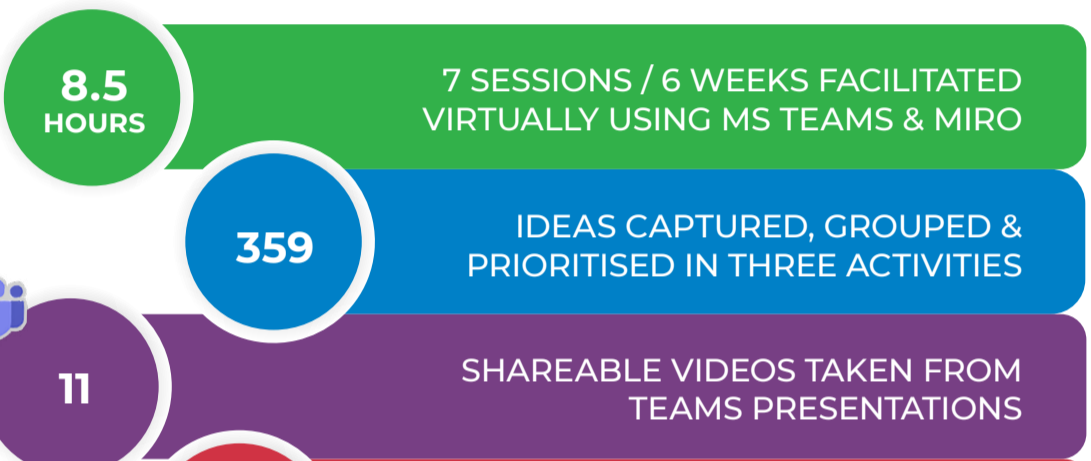 8.5
HOURS
7 SESSIONS / 6 WEEKS FACILITATED
VIRTUALLY USING MS TEAMS & MIRO
359
IDEAS CAPTURED, GROUPED &
PRIORITISED IN THREE ACTIVITIES
11
SHAREABLE VIDEOS TAKEN FROM
TEAMS PRESENTATIONS